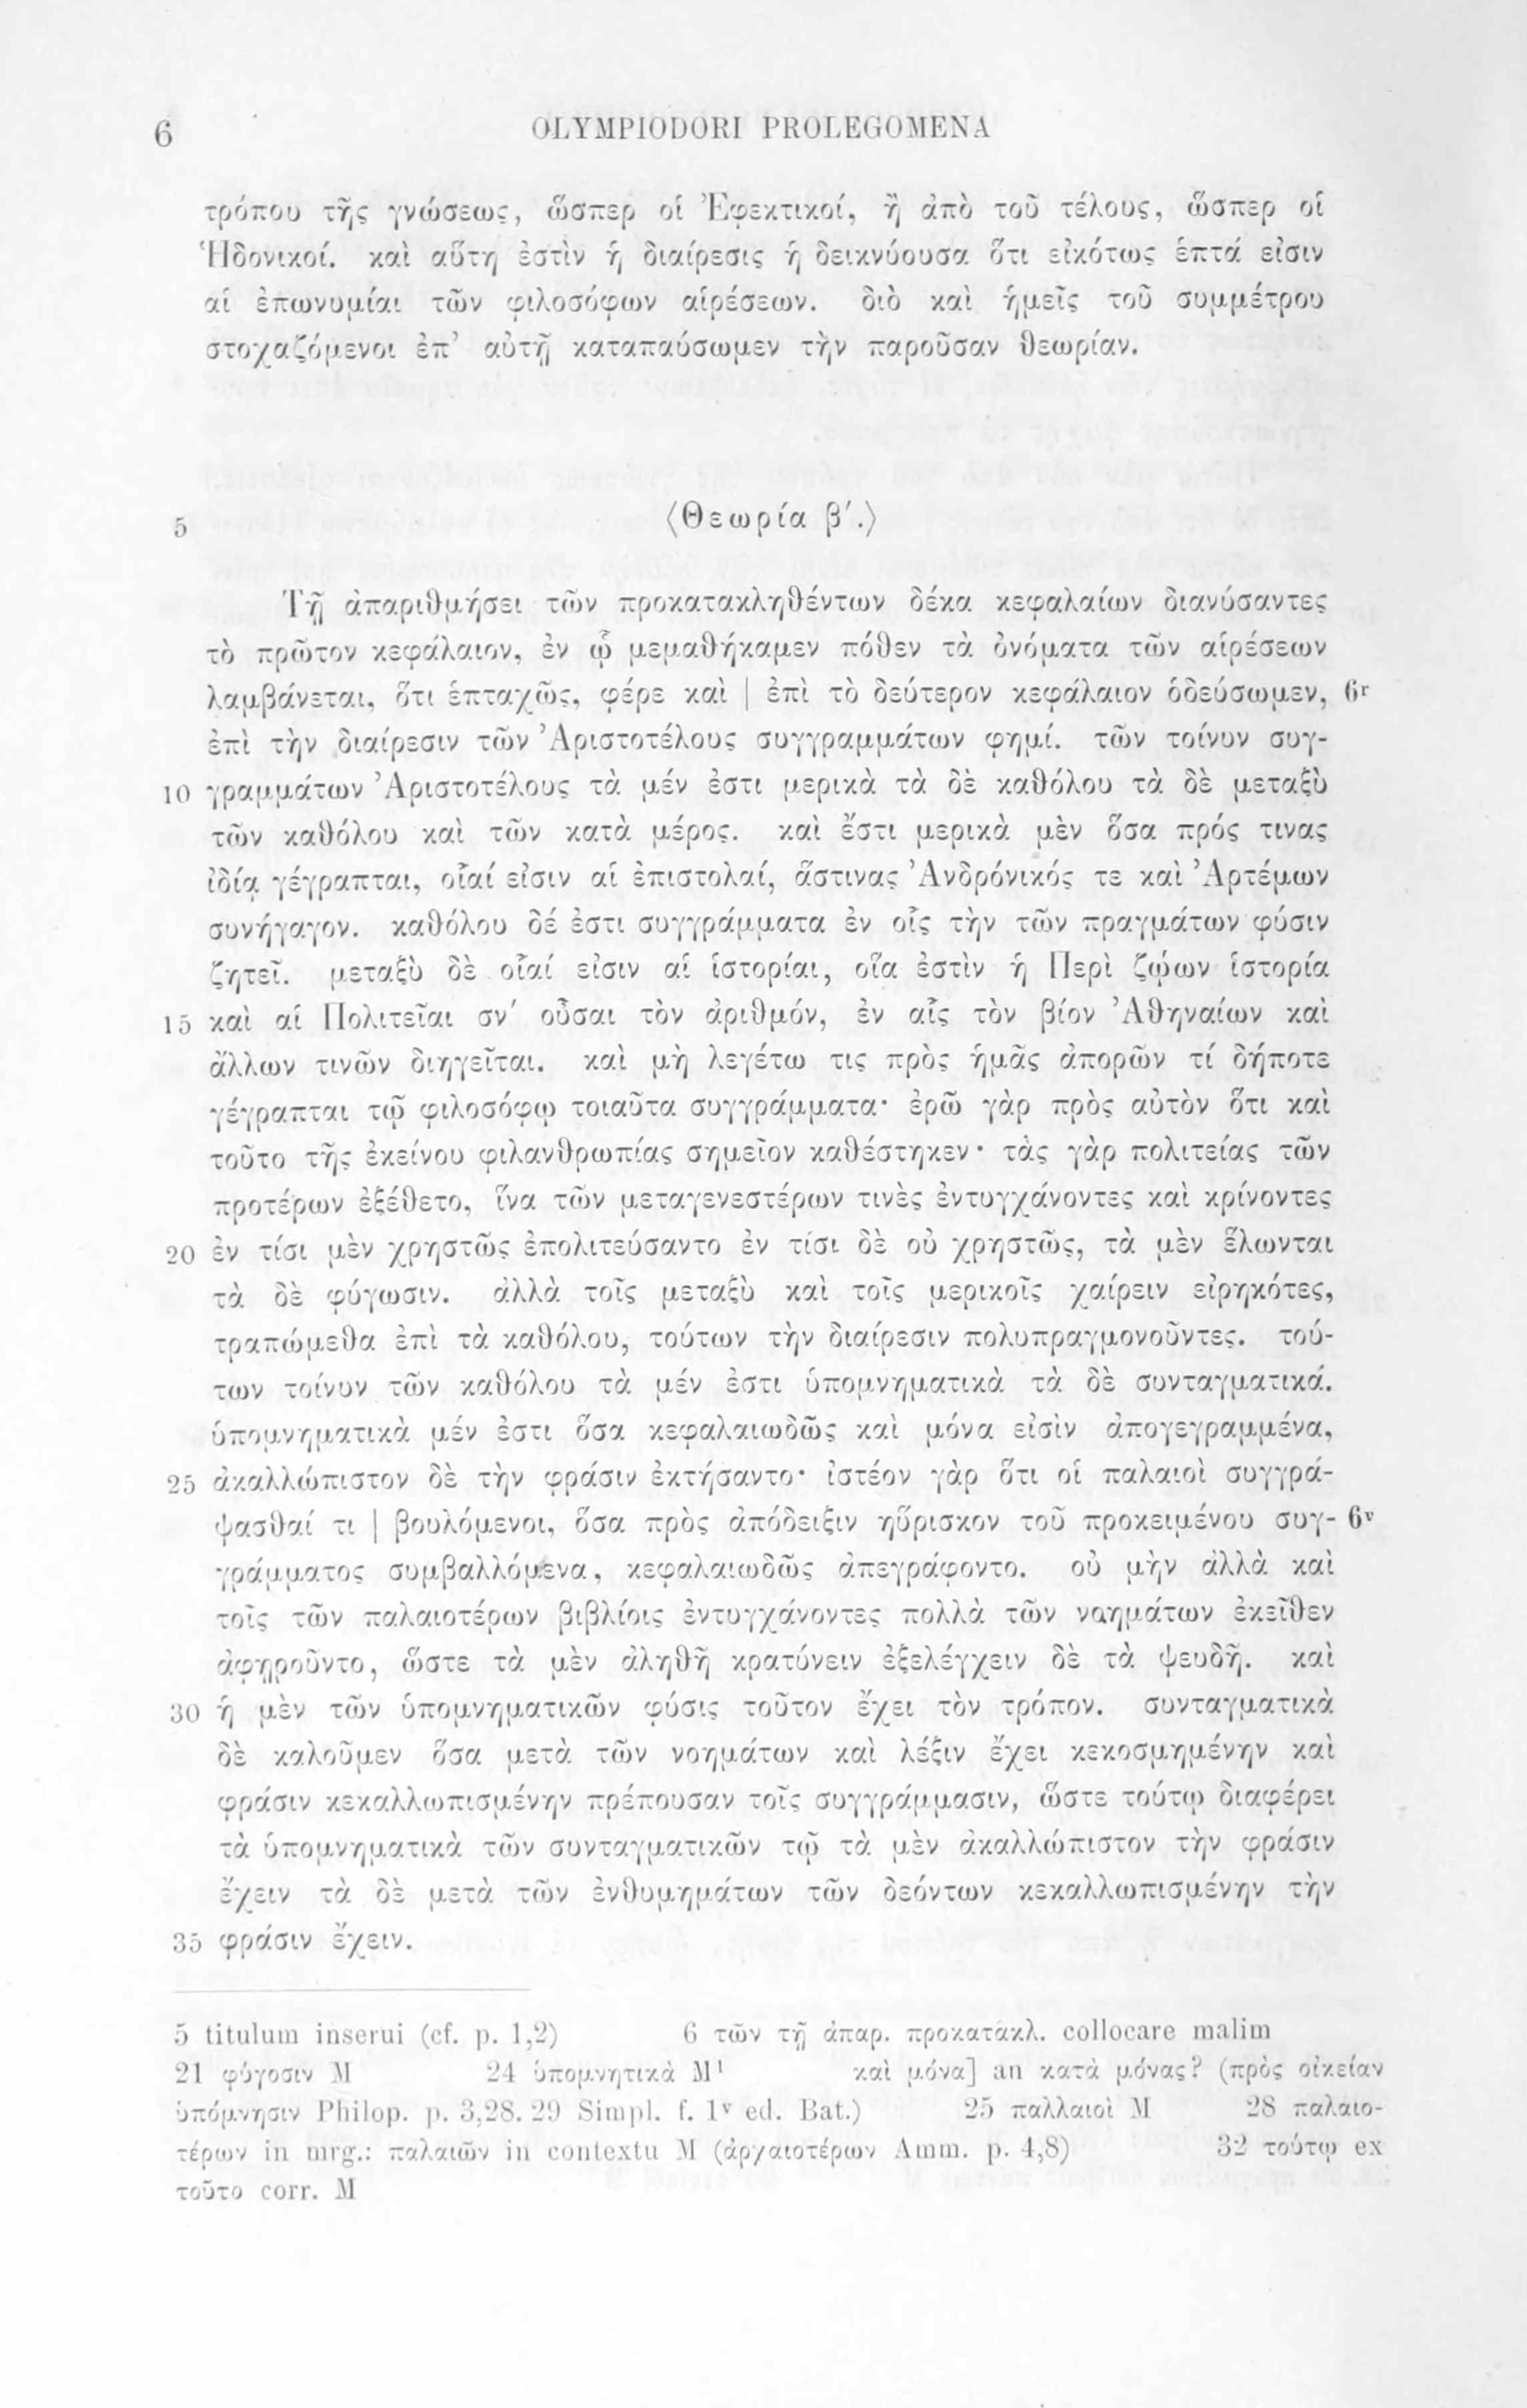 6 OLYMPIODORI PROLEGOMENA
τρόπου τῆς γνώσεως, ὥσπερ οἱ Ἐφεκτικοί, ἢ ἀπὸ τοῦ τέλους, ὥσπερ οἱ
Ἡδονικοί. καὶ αὕτη ἐστὶν ἡ διαίρεσις ἡ δεικνύουσα ὅτι εἰκότως ἑπτά εἰσιν
αἱ ἐπωνυμίαι τῶν φιλοσόφων αἱρέσεων. διὸ καὶ ἡμεῖς τοῦ συμμέτρου
στοχαζόμενοι ἐπ’ αὐτῇ καταπαύσωμεν τὴν παροῦσαν θεωρίαν.
5 〈Θεωρία β΄.〉
Τῇ ἀπαριθμήσει τῶν προκατακληθέντων δέκα κεφαλαίων διανύσαντες
τὸ πρῶτον κεφάλαιον, ἐν ᾧ μεμαθήκαμεν πόθεν τὰ ὀνόματα τῶν αἱρέσεων
λαμβάνεται, ὅτι ἑπταχῶς, φέρε καὶ | ἐπὶ τὸ δεύτερον κεφάλαιον ὁδεύσωμεν, 6r
ἐπὶ τὴν διαίρεσιν τῶν Ἀριστοτέλους συγγραμμάτων φημί. τῶν τοίνυν συγ-
10 γραμμάτων Ἀριστοτέλους τὰ μέν ἐστι μερικὰ τὰ δὲ καθόλου τὰ δὲ μεταξὺ
τῶν καθόλου καὶ τῶν κατὰ μέρος. καὶ ἔστι μερικὰ μὲν ὅσα πρός τινας
ἰδίᾳ γέγραπται, οἷαί εἰσιν αἱ ἐπιστολαί, ἅστινας Ἀνδρόνικός τε καὶ Ἀρτέμων
συνήγαγον. καθόλου δέ ἐστι συγγράμματα ἐν οἷς τὴν τῶν πραγμάτων φύσιν
ζητεῖ. μεταξὺ δὲ οἷαί εἰσιν αἱ ἱστορίαι, οἵα ἐστὶν ἡ Περὶ ζῴων ἱστορία
15 καὶ αἱ Πολιτεῖαι σν΄ οὖσαι τὸν ἀριθμόν, ἐν αἷς τὸν βίον Ἀθηναίων καὶ
ἄλλων τινῶν διηγεῖται. καὶ μὴ λεγέτω τις πρὸς ἡμᾶς ἀπορῶν τί δήποτε
γέγραπται τῷ φιλοσόφῳ τοιαῦτα συγγράμματα· ἐρῶ γὰρ πρὸς αὐτὸν ὅτι καὶ
τοῦτο τῆς ἐκείνου φιλανθρωπίας σημεῖον καθέστηκεν· τὰς γὰρ πολιτείας τῶν
προτέρων ἐξέθετο, ἵνα τῶν μεταγενεστέρων τινὲς ἐντυγχάνοντες καὶ κρίνοντες
20 ἐν τίσι μὲν χρηστῶς ἐπολιτεύσαντο ἐν τίσι δὲ οὐ χρηστῶς, τὰ μὲν ἕλωνται
τὰ δὲ φύγωσιν. ἀλλὰ τοῖς μεταξὺ καὶ τοῖς μερικοῖς χαίρειν εἰρηκότες,
τραπώμεθα ἐπὶ τὰ καθόλου, τούτων τὴν διαίρεσιν πολυπραγμονοῦντες. τού-
των τοίνυν τῶν καθόλου τὰ μέν ἐστι ὑπομνηματικὰ τὰ δὲ συνταγματικά.
ὑπομνηματικὰ μέν ἐστι ὅσα κεφαλαιωδῶς καὶ μόνα εἰσὶν ἀπογεγραμμένα,
25 ἀκαλλώπιστον δὲ τὴν φράσιν ἐκτήσαντο· ἰστέον γὰρ ὅτι οἱ παλαιοὶ συγγρά-
ψασθαί τι | βουλόμενοι, ὅσα πρὸς ἀπόδειξιν ηὕρισκον τοῦ προκειμένου συγ- 6v
γράμματος συμβαλλόμενα, κεφαλαιωδῶς ἀπεγράφοντο. οὐ μὴν ἀλλὰ καὶ
τοῖς τῶν παλαιοτέρων βιβλίοις ἐντυγχάνοντες πολλὰ τῶν νοημάτων ἐκεῖθεν
ἀφῃροῦντο, ὥστε τὰ μὲν ἀληθῆ κρατύνειν ἐξελέγχειν δὲ τὰ ψευδῆ. καὶ
30 ἡ μὲν τῶν ὑπομνηματικῶν φύσις τοῦτον ἔχει τὸν τρόπον. συνταγματικὰ
δὲ καλοῦμεν ὅσα μετὰ τῶν νοημάτων καὶ λέξιν ἔχει κεκοσμημένην καὶ
φράσιν κεκαλλωπισμένην πρέπουσαν τοῖς συγγράμμασιν, ὥστε τούτῳ διαφέρει
τὰ ὑπομνηματικὰ τῶν συνταγματικῶν τῷ τὰ μὲν ἀκαλλώπιστον τὴν φράσιν
ἔχειν τὰ δὲ μετὰ τῶν ἐνθυμημάτων τῶν δεόντων κεκαλλωπισμένην τὴν
35 φράσιν ἔχειν.
5 titulum inserui (cf. p. 1,2) 6 τῶν τῇ ἀπαρ. προκατακλ. collocare malim
21 φύγοσιν M 24 ὑπομνητικὰ M¹ καὶ μόνα] an κατὰ μόνας? (πρὸς οἰκείαν
ὑπόμνησιν Philop. p. 3,28. 29 Simpl. f. 1v ed. Bat.) 25 παλλαιοὶ M 28 παλαιο-
τέρων in mrg.: παλαιῶν in contextu M (ἀρχαιοτέρων Amm. p. 4,8) 32 τούτῳ ex
τοῦτο corr. M